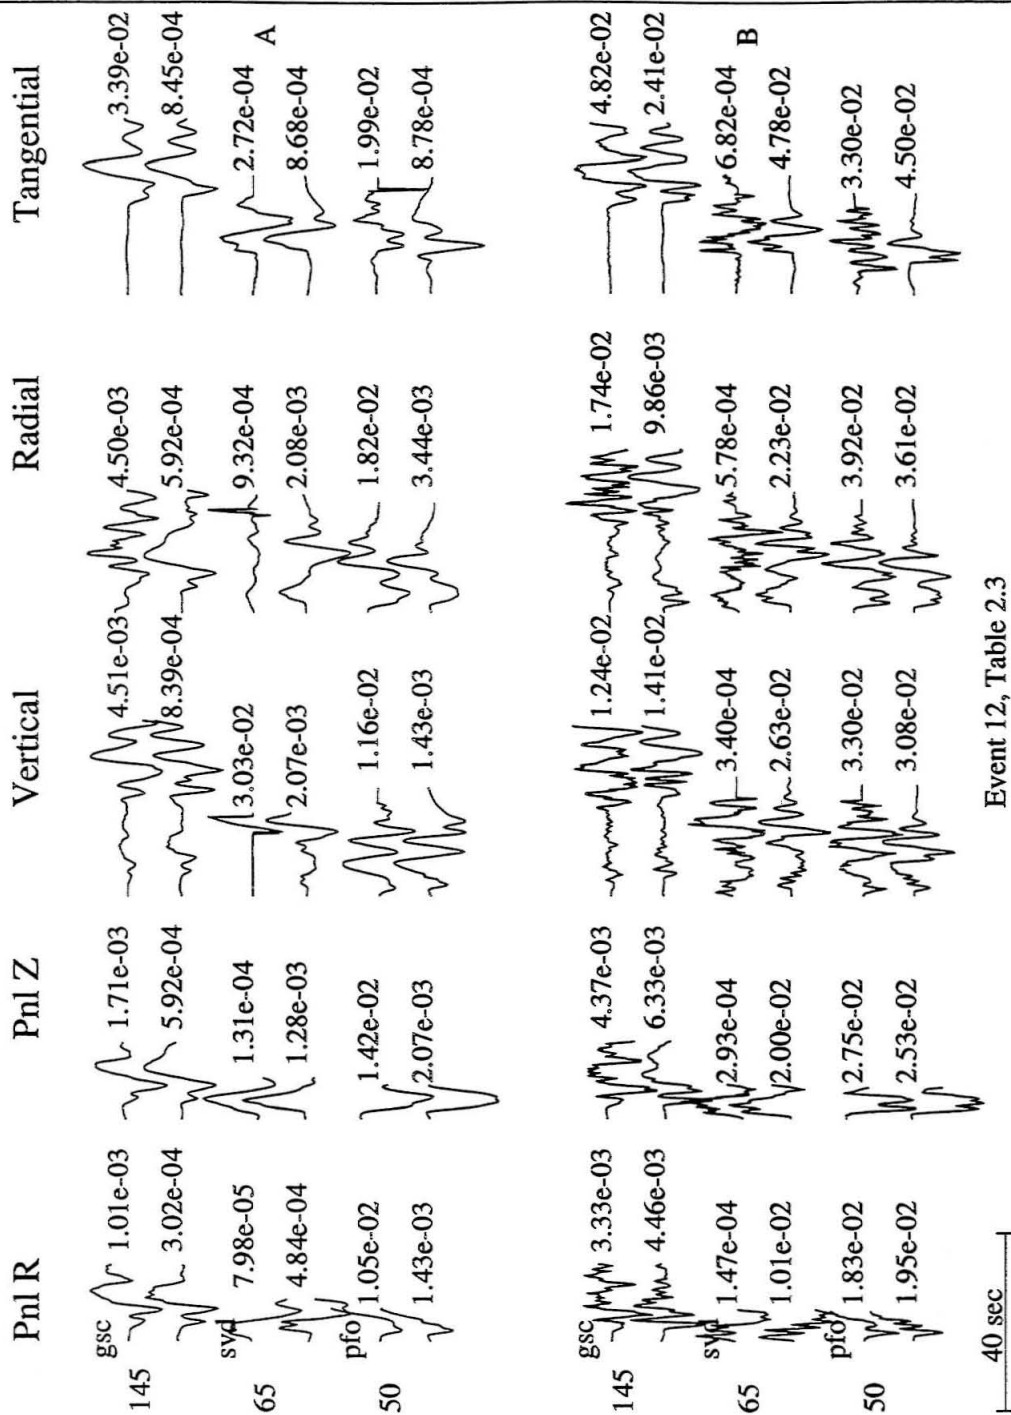 Pnl R Pnl Z Vertical Radial Tangential
gsc 1.01e-03 1.71e-03 4.51e-03 4.50e-03 3.39e-02
145 3.02e-04 5.92e-04 8.39e-04 5.92e-04 8.45e-04
svd 7.98e-05 1.31e-04 3.03e-02 9.32e-04 2.72e-04 A
65 4.84e-04 1.28e-03 2.07e-03 2.08e-03 8.68e-04
pfo 1.05e-02 1.42e-02 1.16e-02 1.82e-02 1.99e-02
50 1.43e-03 2.07e-03 1.43e-03 3.44e-03 8.78e-04
gsc 3.33e-03 4.37e-03 1.24e-02 1.74e-02 4.82e-02
145 4.46e-03 6.33e-03 1.41e-02 9.86e-03 2.41e-02
svd 1.47e-04 2.93e-04 3.40e-04 5.78e-04 6.82e-04 B
65 1.01e-02 2.00e-02 2.63e-02 2.23e-02 4.78e-02
pfo 1.83e-02 2.75e-02 3.30e-02 3.92e-02 3.30e-02
50 1.95e-02 2.53e-02 3.08e-02 3.61e-02 4.50e-02
40 sec
Event 12, Table 2.3